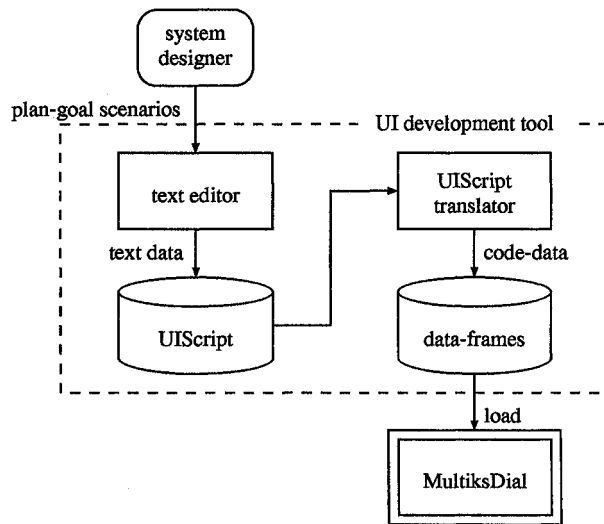 system
designer
plan-goal scenarios
UI development tool
text editor
UIScript
translator
text data
code-data
UIScript
data-frames
load
MultiksDial